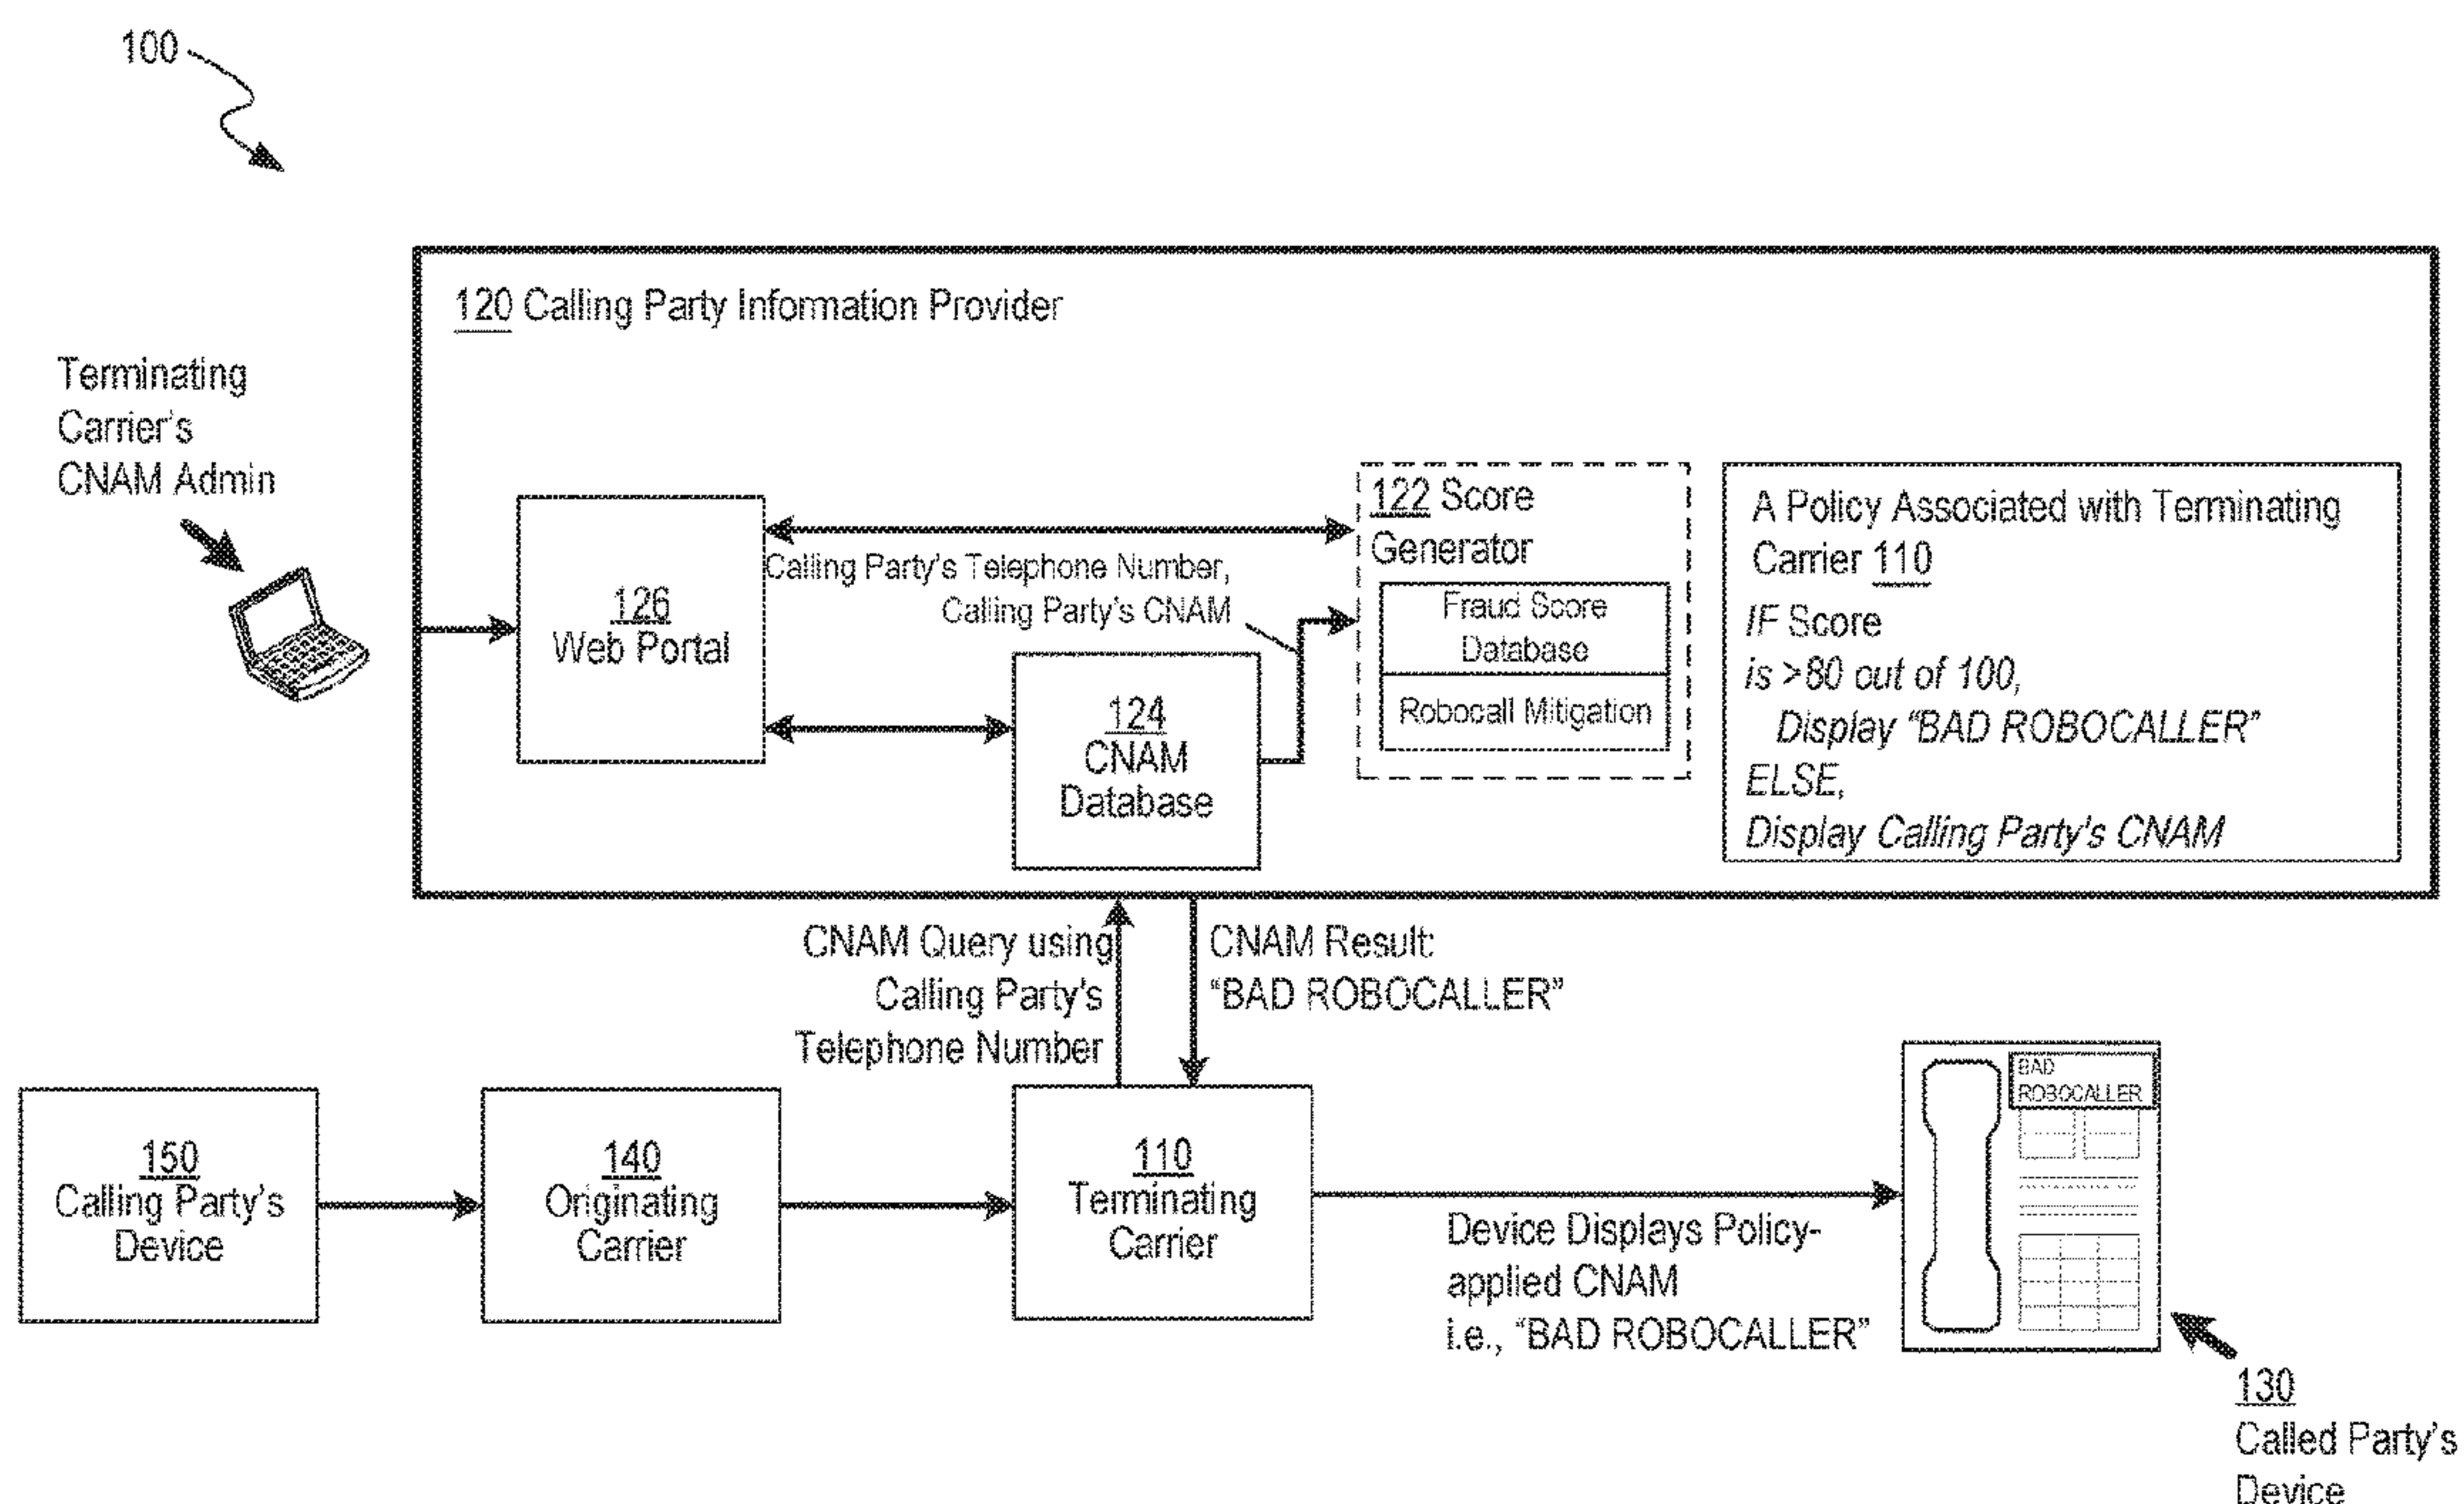 100
120 Calling Party Information Provider
Terminating
Carrier's
CNAM Admin
126
Web Portal
Calling Party's Telephone Number,
Calling Party's CNAM
124
CNAM
Database
122 Score
Generator
Fraud Score
Database
Robocall Mitigation
A Policy Associated with Terminating
Carrier 110
IF Score
is >80 out of 100,
Display "BAD ROBOCALLER"
ELSE,
Display Calling Party's CNAM
CNAM Query using
Calling Party's
Telephone Number
CNAM Result:
"BAD ROBOCALLER"
150
Calling Party's
Device
140
Originating
Carrier
110
Terminating
Carrier
Device Displays Policy-
applied CNAM
i.e., "BAD ROBOCALLER"
BAD
ROBOCALLER
130
Called Party's
Device